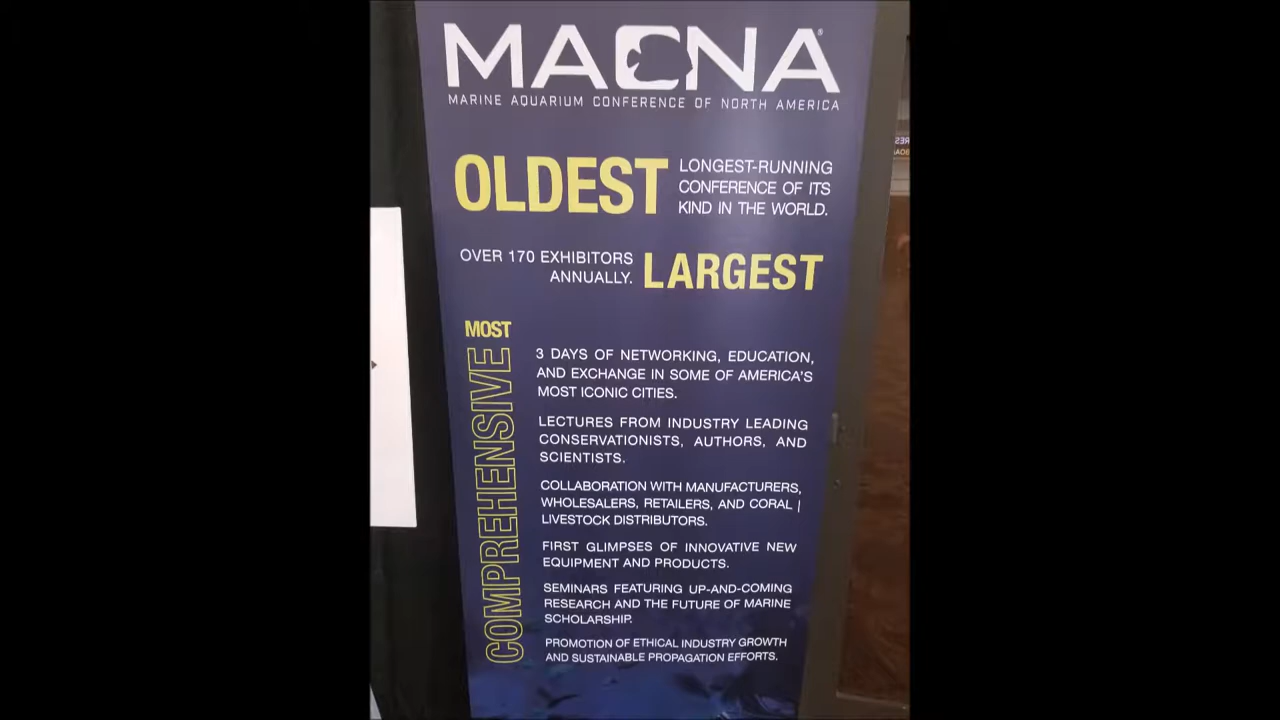 MACNA®
MARINE AQUARIUM CONFERENCE OF NORTH AMERICA
OLDEST
LONGEST-RUNNING
CONFERENCE OF ITS
KIND IN THE WORLD.
OVER 170 EXHIBITORS
ANNUALLY.
LARGEST
MOST
COMPREHENSIVE
3 DAYS OF NETWORKING, EDUCATION,
AND EXCHANGE IN SOME OF AMERICA'S
MOST ICONIC CITIES.
LECTURES FROM INDUSTRY LEADING
CONSERVATIONISTS, AUTHORS, AND
SCIENTISTS.
COLLABORATION WITH MANUFACTURERS,
WHOLESALERS, RETAILERS, AND CORAL |
LIVESTOCK DISTRIBUTORS.
FIRST GLIMPSES OF INNOVATIVE NEW
EQUIPMENT AND PRODUCTS.
SEMINARS FEATURING UP-AND-COMING
RESEARCH AND THE FUTURE OF MARINE
SCHOLARSHIP.
PROMOTION OF ETHICAL INDUSTRY GROWTH
AND SUSTAINABLE PROPAGATION EFFORTS.